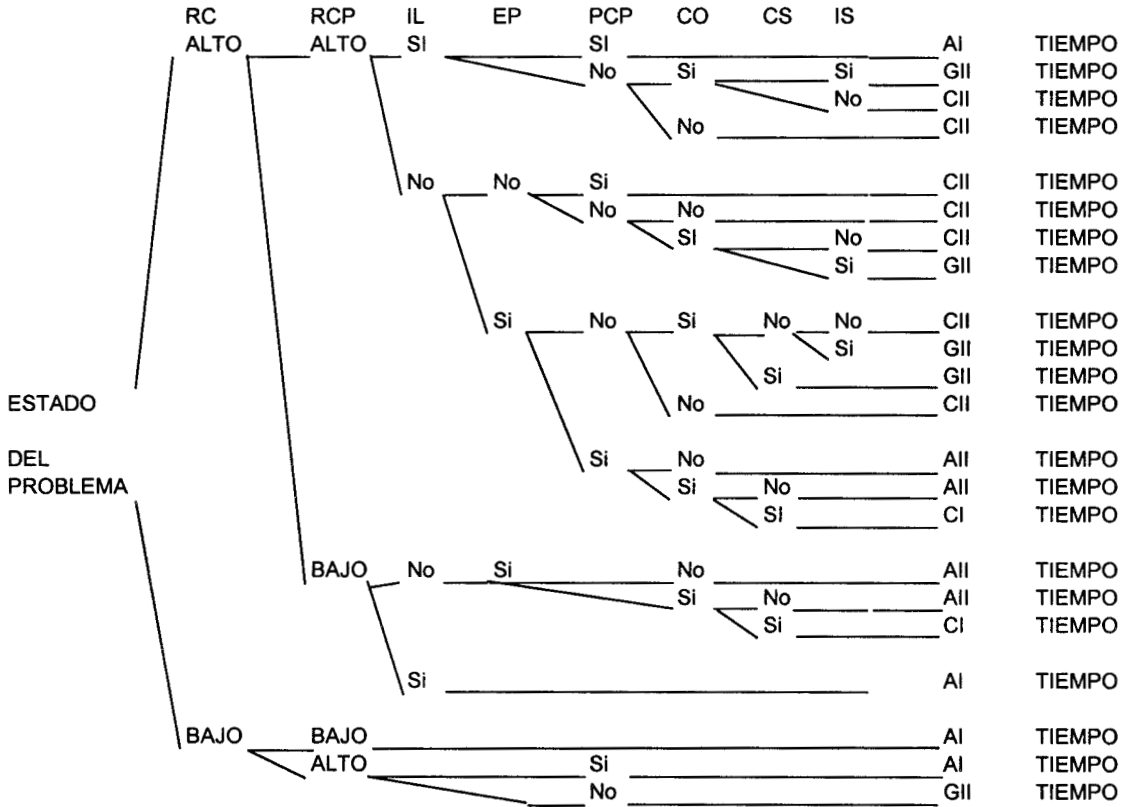 RC RCP IL EP PCP CO CS IS
ALTO ALTO SI SI AI TIEMPO
No Si Si GII TIEMPO
No CII TIEMPO
No CII TIEMPO
No No Si CII TIEMPO
No No CII TIEMPO
SI No CII TIEMPO
Si GII TIEMPO
Si No Si No No CII TIEMPO
Si GII TIEMPO
Si GII TIEMPO
ESTADO No CII TIEMPO
DEL Si No AII TIEMPO
PROBLEMA Si No AII TIEMPO
SI CI TIEMPO
BAJO No Si No AII TIEMPO
Si No AII TIEMPO
Si CI TIEMPO
Si AI TIEMPO
BAJO BAJO AI TIEMPO
ALTO Si AI TIEMPO
No GII TIEMPO